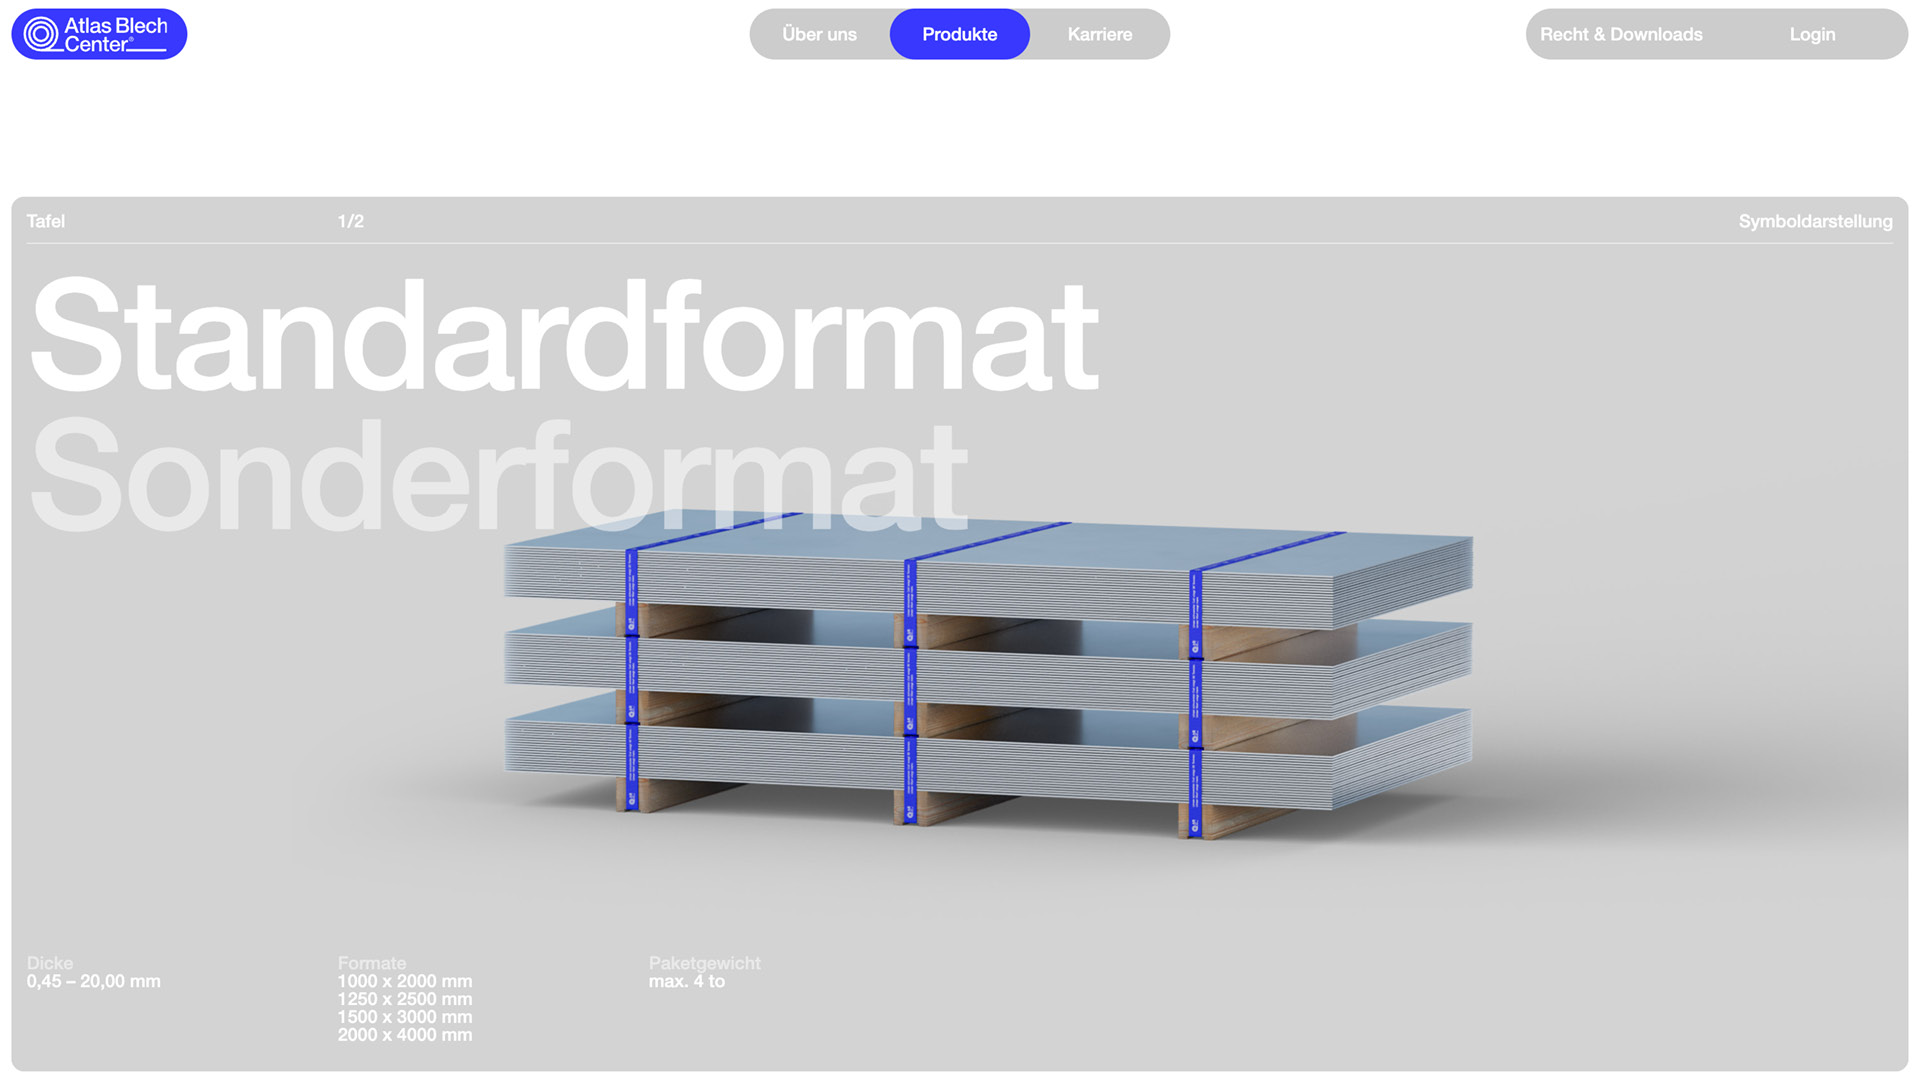 Atlas Blech
Center®
Über uns
Produkte
Karriere
Recht & Downloads
Login
Tafel
1/2
Symboldarstellung
Standardformat
Sonderformat
Dicke
0,45 – 20,00 mm
Formate
1000 x 2000 mm
1250 x 2500 mm
1500 x 3000 mm
2000 x 4000 mm
Paketgewicht
max. 4 to